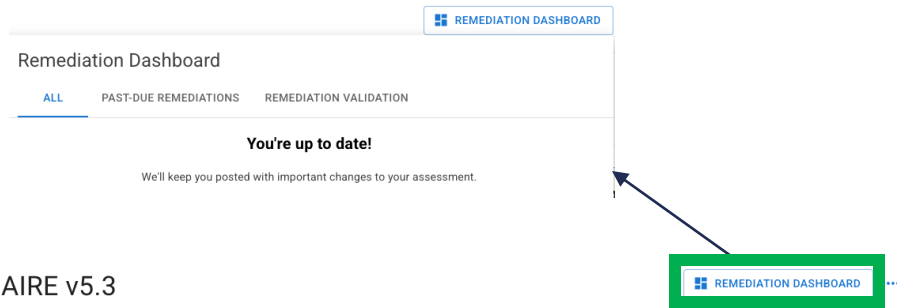 REMEDIATION DASHBOARD
Remediation Dashboard
ALL PAST-DUE REMEDIATIONS REMEDIATION VALIDATION
You're up to date!
We'll keep you posted with important changes to your assessment.
AIRE v5.3 REMEDIATION DASHBOARD